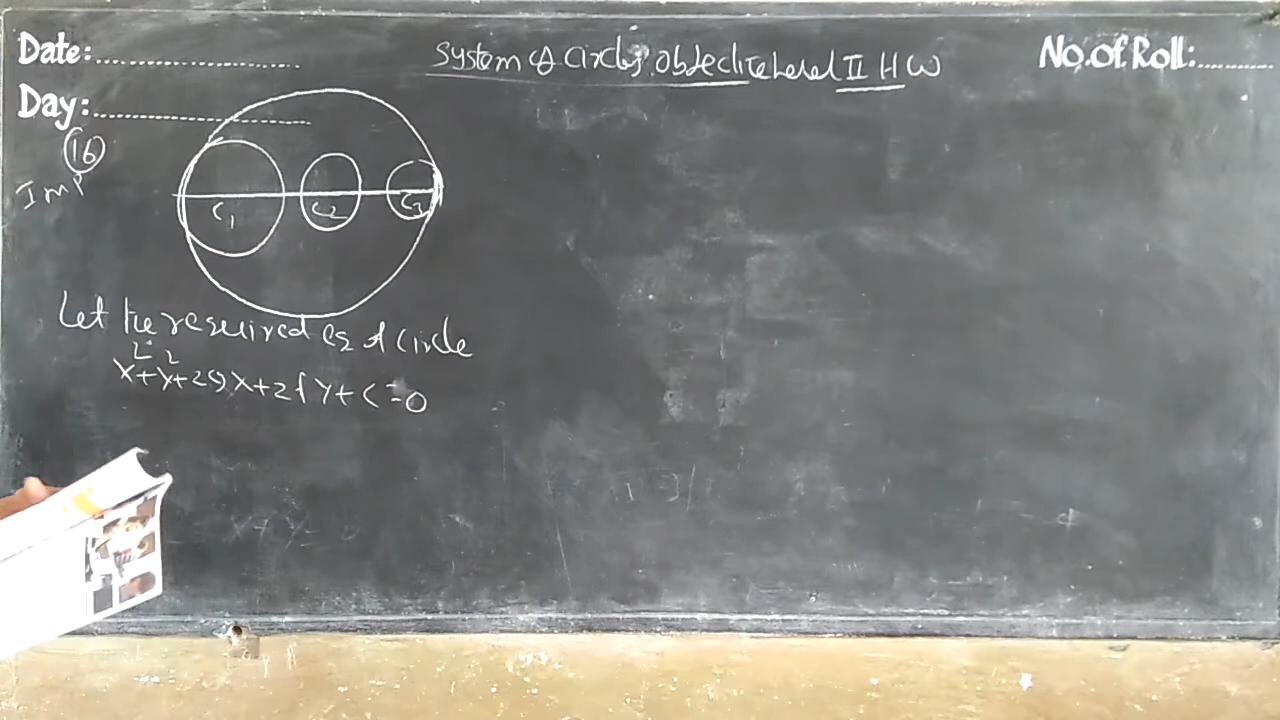 Date:..............................
System of Circles objective Level II H W
No.of.Roll:...........
Day:................................
16
Imp
C1
C2
C3
Let the required eq of circle
x²+y²+2gx+2fy+c=0